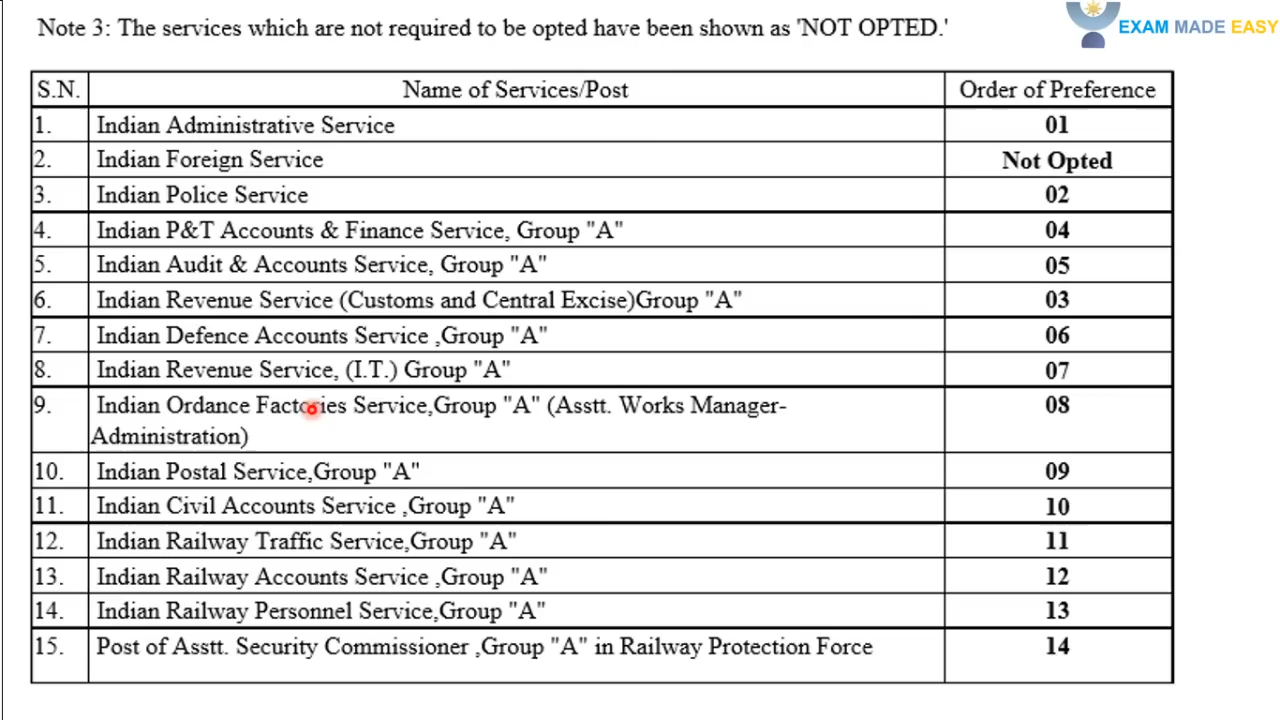 Note 3: The services which are not required to be opted have been shown as 'NOT OPTED.'
EXAM MADE EASY
S.N. Name of Services/Post Order of Preference
1. Indian Administrative Service 01
2. Indian Foreign Service Not Opted
3. Indian Police Service 02
4. Indian P&T Accounts & Finance Service, Group "A" 04
5. Indian Audit & Accounts Service, Group "A" 05
6. Indian Revenue Service (Customs and Central Excise)Group "A" 03
7. Indian Defence Accounts Service ,Group "A" 06
8. Indian Revenue Service, (I.T.) Group "A" 07
9. Indian Ordance Factories Service,Group "A" (Asstt. Works Manager- 08
Administration)
10. Indian Postal Service,Group "A" 09
11. Indian Civil Accounts Service ,Group "A" 10
12. Indian Railway Traffic Service,Group "A" 11
13. Indian Railway Accounts Service ,Group "A" 12
14. Indian Railway Personnel Service,Group "A" 13
15. Post of Asstt. Security Commissioner ,Group "A" in Railway Protection Force 14